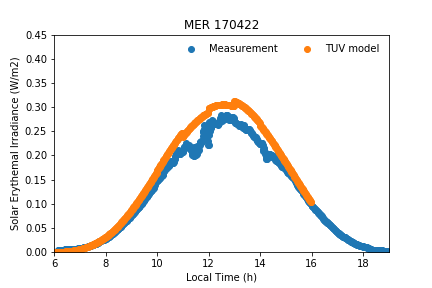 MER 170422
Measurement TUV model
0.45
0.40
0.35
0.30
0.25
0.20
0.15
0.10
0.05
0.00
Solar Erythemal Irradiance (W/m2)
6 8 10 12 14 16 18
Local Time (h)